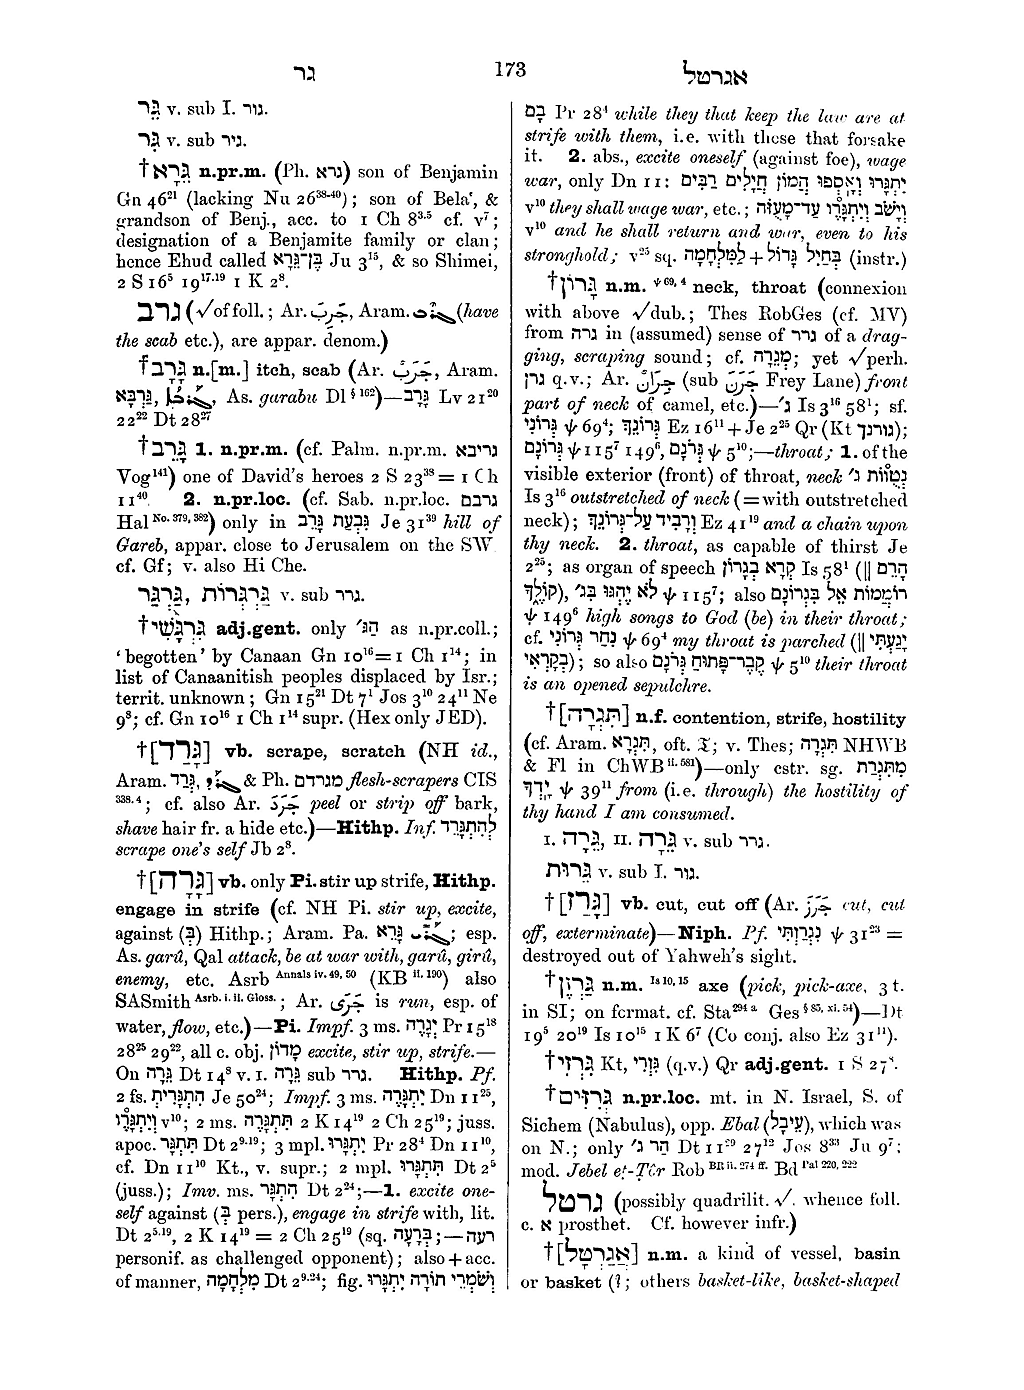 גר 173 אגרטל
גֵּר v. sub I. גור.
גָּר v. sub גיר.
†גֵּרָא n.pr.m. (Ph. גרא) son of Benjamin
Gn 46²¹ (lacking Nu 26³⁸⁻⁴⁰); son of Belaʿ, &
grandson of Benj., acc. to 1 Ch 8³·⁵ cf. v⁷;
designation of a Benjamite family or clan;
hence Ehud called בֶּן־גֵּרָא Ju 3¹⁵, & so Shimei,
2 S 16⁵ 19¹⁷·¹⁹ 1 K 2⁸.
גרב (√ of foll.; Ar. جَرِبَ, Aram. (have
the scab etc.), are appar. denom.)
†גָּרָב n.[m.] itch, scab (Ar. جَرَبٌ, Aram.
גַּרְבָּא, As. garabu Dl § 162)—גָּרָב Lv 21²⁰
22²² Dt 28²⁷
†גָּרֵב 1. n.pr.m. (cf. Palm. n.pr.m. גריבא
Vog¹⁴¹) one of David's heroes 2 S 23³⁸ = 1 Ch
11⁴⁰. 2. n.pr.loc. (cf. Sab. n.pr.loc. גרבם
Hal No. 379, 382) only in גִּבְעַת גָּרֵב Je 31³⁹ hill of
Gareb, appar. close to Jerusalem on the SW.
cf. Gf; v. also Hi Che.
גַּרְגַּר, גַּרְגְּרוֹת v. sub גרר.
†גִּרְגָּשִׁי adj.gent. only הַגּ׳ as n.pr.coll.;
‘begotten’ by Canaan Gn 10¹⁶ = 1 Ch 1¹⁴; in
list of Canaanitish peoples displaced by Isr.;
territ. unknown; Gn 15²¹ Dt 7¹ Jos 3¹⁰ 24¹¹ Ne
9⁸; cf. Gn 10¹⁶ 1 Ch 1¹⁴ supr. (Hex only JED).
†[גָּרַד] vb. scrape, scratch (NH id.,
Aram. גְּרַד, & Ph. מגרדם flesh-scrapers CIS
338. 4; cf. also Ar. جَرَدَ peel or strip off bark,
shave hair fr. a hide etc.)—Hithp. Inf. לְהִתְגָּרֵד
scrape one's self Jb 2⁸.
†[גָּרָה] vb. only Pi. stir up strife, Hithp.
engage in strife (cf. NH Pi. stir up, excite,
against (בְּ) Hithp.; Aram. Pa. גָּרֵא; esp.
As. garû, Qal attack, be at war with, garû, girû,
enemy, etc. Asrb Annals iv. 49, 50 (KB ii. 190) also
SASmith Asrb. i. ii. Gloss.; Ar. جَرَى is run, esp. of
water, flow, etc.)—Pi. Impf. 3 ms. יְגָרֶה Pr 15¹⁸
28²⁵ 29²², all c. obj. מָדוֹן excite, stir up, strife.—
On גֵּרָה Dt 14⁸ v. I. גֵּרָה sub גרר. Hithp. Pf.
2 fs. הִתְגָּרִית Je 50²⁴; Impf. 3 ms. יִתְגָּרֶה Dn 11²⁵,
וְיִתְגָּרֶו v¹⁰; 2 ms. תִּתְגָּרֶה 2 K 14¹⁹ 2 Ch 25¹⁹; juss.
apoc. תִּתְגָּר Dt 2⁹·¹⁹; 3 mpl. יִתְגָּרוּ Pr 28⁴ Dn 11¹⁰,
cf. Dn 11¹⁰ Kt., v. supr.; 2 mpl. תִּתְגָּרוּ Dt 2⁵
(juss.); Imv. ms. הִתְגָּר Dt 2²⁴;—1. excite one-
self against (בְּ pers.), engage in strife with, lit.
Dt 2⁵·¹⁹, 2 K 14¹⁹ = 2 Ch 25¹⁹ (sq. בְּרָעָה;—רעה
personif. as challenged opponent); also + acc.
of manner, מִלְחָמָה Dt 2⁹·²⁴; fig. וְשֹׁמְרֵי תוֹרָה יִתְגָּרוּ
בָם Pr 28⁴ while they that keep the law are at
strife with them, i.e. with those that forsake
it. 2. abs., excite oneself (against foe), wage
war, only Dn 11: יִתְגָּרוּ וְאָסְפוּ הֲמוֹן חֲיָלִים רַבִּים
v¹⁰ they shall wage war, etc.; וְיָשֹׁב וְיִתְגָּרֶו עַד־מָעֻזֹּה
v¹⁰ and he shall return and war, even to his
stronghold; v²⁵ sq. לַמִּלְחָמָה + בְּחַיִל גָּדוֹל (instr.)
†גָּרוֹן n.m. ψ 69, 4 neck, throat (connexion
with above √ dub.; Thes RobGes (cf. MV)
from גרה in (assumed) sense of גרר of a drag-
ging, scraping sound; cf. מְגֵרָה; yet √ perh.
גרן q.v.; Ar. جِرَانٌ (sub جَرَنَ Frey Lane) front
part of neck of camel, etc.)—ג׳ Is 3¹⁶ 58¹; sf.
גְּרוֹנִי ψ 69⁴; גְּרוֹנֵךְ Ez 16¹¹ + Je 2²⁵ Qr (Kt גורנך);
גְּרוֹנָם ψ 115⁷ 149⁶, גְּרֹנָם ψ 5¹⁰;—throat; 1. of the
visible exterior (front) of throat, neck נְטֻווֹת ג׳
Is 3¹⁶ outstretched of neck (= with outstretched
neck); וְרָבִיד עַל־גְּרוֹנֵךְ Ez 41¹⁹ and a chain upon
thy neck. 2. throat, as capable of thirst Je
2²⁵; as organ of speech קְרָא בְגָרוֹן Is 58¹ (|| הָרֵם
קוֹלֶךָ), לֹא יֶהְגּוּ בִּגְ׳ ψ 115⁷; also רוֹמְמוֹת אֵל בִּגְרוֹנָם
ψ 149⁶ high songs to God (be) in their throat;
cf. נִחַר גְּרוֹנִי ψ 69⁴ my throat is parched (|| יָגַעְתִּי
בְקָרְאִי); so also קֶבֶר־פָּתוּחַ גְּרֹנָם ψ 5¹⁰ their throat
is an opened sepulchre.
†[תִּגְרָה] n.f. contention, strife, hostility
(cf. Aram. תִּגְרָא, oft. 𝔗; v. Thes; תִּגְרָה NHWB
& Fl in ChWB ii. 581)—only cstr. sg. מִתִּגְרַת
יָדְךָ ψ 39¹¹ from (i.e. through) the hostility of
thy hand I am consumed.
I. גֵּרָה, II. גֵּרָה v. sub גרר.
גֵּרוּת v. sub I. גור.
†[גָּרַז] vb. cut, cut off (Ar. جَرَزَ cut, cut
off, exterminate)—Niph. Pf. נִגְרַזְתִּי ψ 31²³ =
destroyed out of Yahweh's sight.
†גַּרְזֶן n.m. Is 10, 15 axe (pick, pick-axe, 3 t.
in SI; on format. cf. Sta 294 a Ges § 85, xi. 54)—Dt
19⁵ 20¹⁹ Is 10¹⁵ 1 K 6⁷ (Co conj. also Ez 31¹¹).
†גִּרְזִי Kt, גִּזְרִי (q.v.) Qr adj.gent. 1 S 27⁸.
†גְּרִזִים n.pr.loc. mt. in N. Israel, S. of
Sichem (Nabulus), opp. Ebal (עֵיבָל), which was
on N.; only הַר ג׳ Dt 11²⁹ 27¹² Jos 8³³ Ju 9⁷;
mod. Jebel eṭ-Ṭôr Rob BR ii. 274 ff. Bd Pal 220, 222
גרטל (possibly quadrilit. √. whence foll.
c. א prosthet. Cf. however infr.)
†[אֲגַרְטָל] n.m. a kind of vessel, basin
or basket (?; others basket-like, basket-shaped